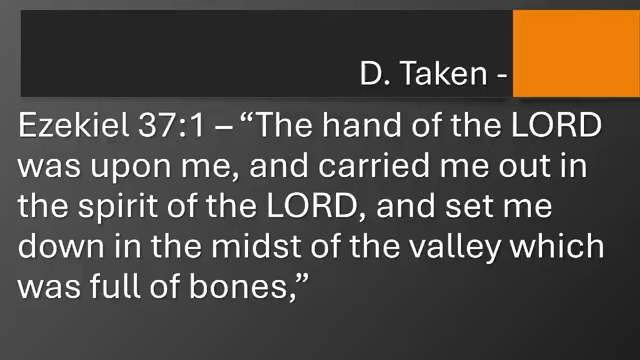 D. Taken -
Ezekiel 37:1 – “The hand of the LORD
was upon me, and carried me out in
the spirit of the LORD, and set me
down in the midst of the valley which
was full of bones,”